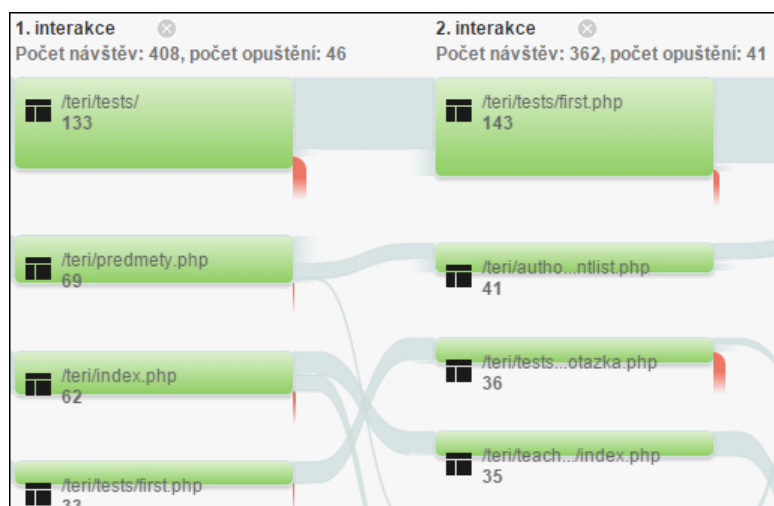 1. interakce
Počet návštěv: 408, počet opuštění: 46
/teri/tests/
133
/teri/predmety.php
69
/teri/index.php
62
/teri/tests/first.php
33
2. interakce
Počet návštěv: 362, počet opuštění: 41
/teri/tests/first.php
143
/teri/autho...ntlist.php
41
/teri/tests...otazka.php
36
/teri/teach.../index.php
35